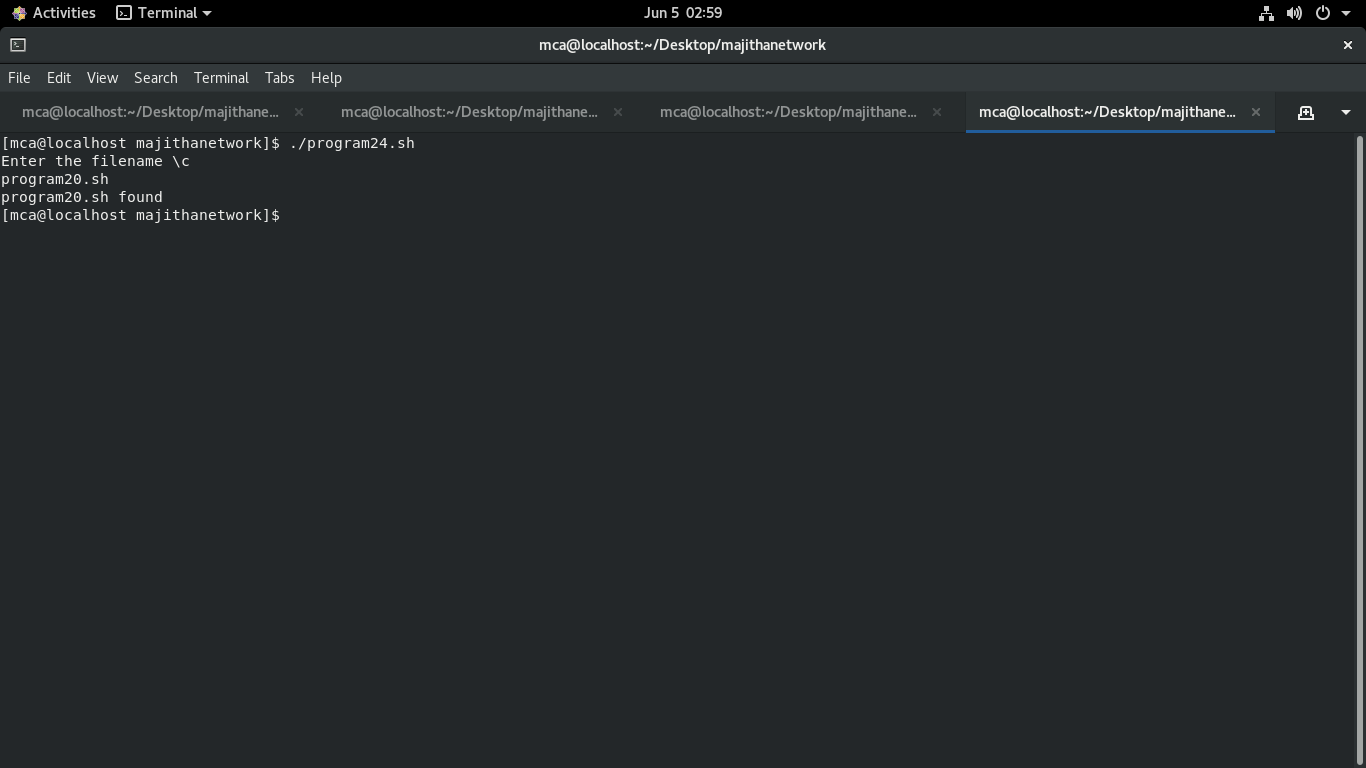 Activities Terminal Jun 5 02:59
mca@localhost:~/Desktop/majithanetwork
File Edit View Search Terminal Tabs Help
mca@localhost:~/Desktop/majithane... mca@localhost:~/Desktop/majithane... mca@localhost:~/Desktop/majithane... mca@localhost:~/Desktop/majithane...
[mca@localhost majithanetwork]$ ./program24.sh
Enter the filename \c
program20.sh
program20.sh found
[mca@localhost majithanetwork]$